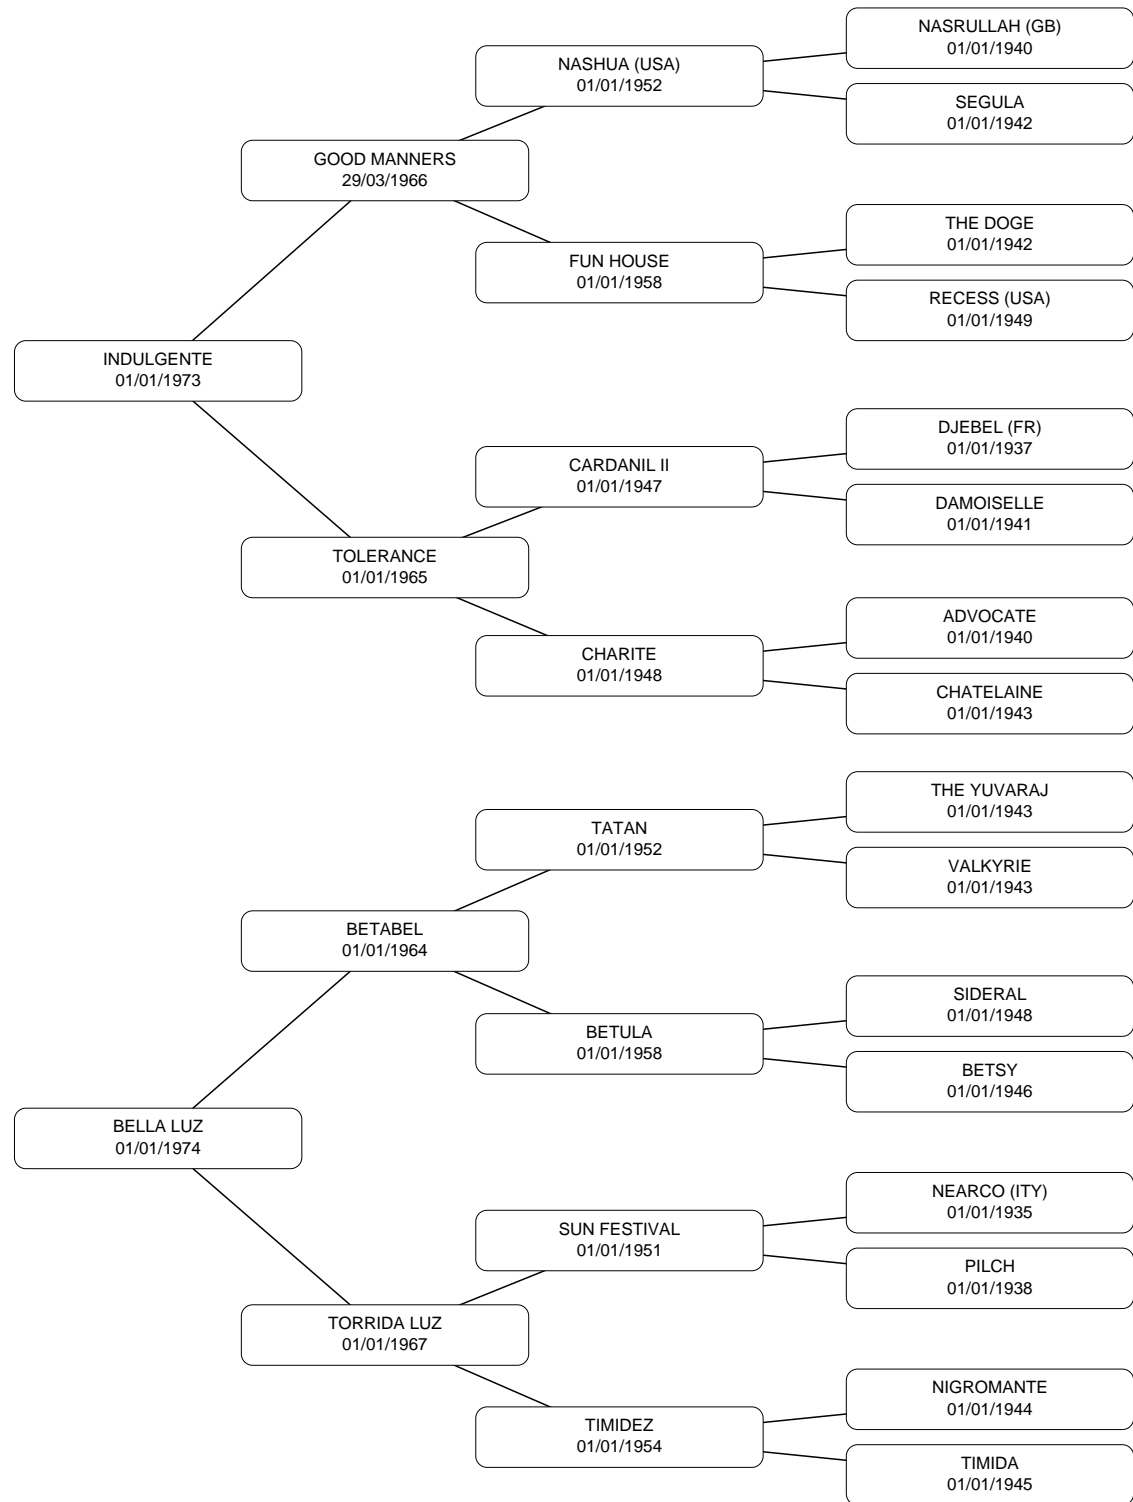 NASRULLAH (GB)
01/01/1940
NASHUA (USA)
01/01/1952
SEGULA
01/01/1942
GOOD MANNERS
29/03/1966
THE DOGE
01/01/1942
FUN HOUSE
01/01/1958
RECESS (USA)
01/01/1949
INDULGENTE
01/01/1973
DJEBEL (FR)
01/01/1937
CARDANIL II
01/01/1947
DAMOISELLE
01/01/1941
TOLERANCE
01/01/1965
ADVOCATE
01/01/1940
CHARITE
01/01/1948
CHATELAINE
01/01/1943
THE YUVARAJ
01/01/1943
TATAN
01/01/1952
VALKYRIE
01/01/1943
BETABEL
01/01/1964
SIDERAL
01/01/1948
BETULA
01/01/1958
BETSY
01/01/1946
BELLA LUZ
01/01/1974
NEARCO (ITY)
01/01/1935
SUN FESTIVAL
01/01/1951
PILCH
01/01/1938
TORRIDA LUZ
01/01/1967
NIGROMANTE
01/01/1944
TIMIDEZ
01/01/1954
TIMIDA
01/01/1945